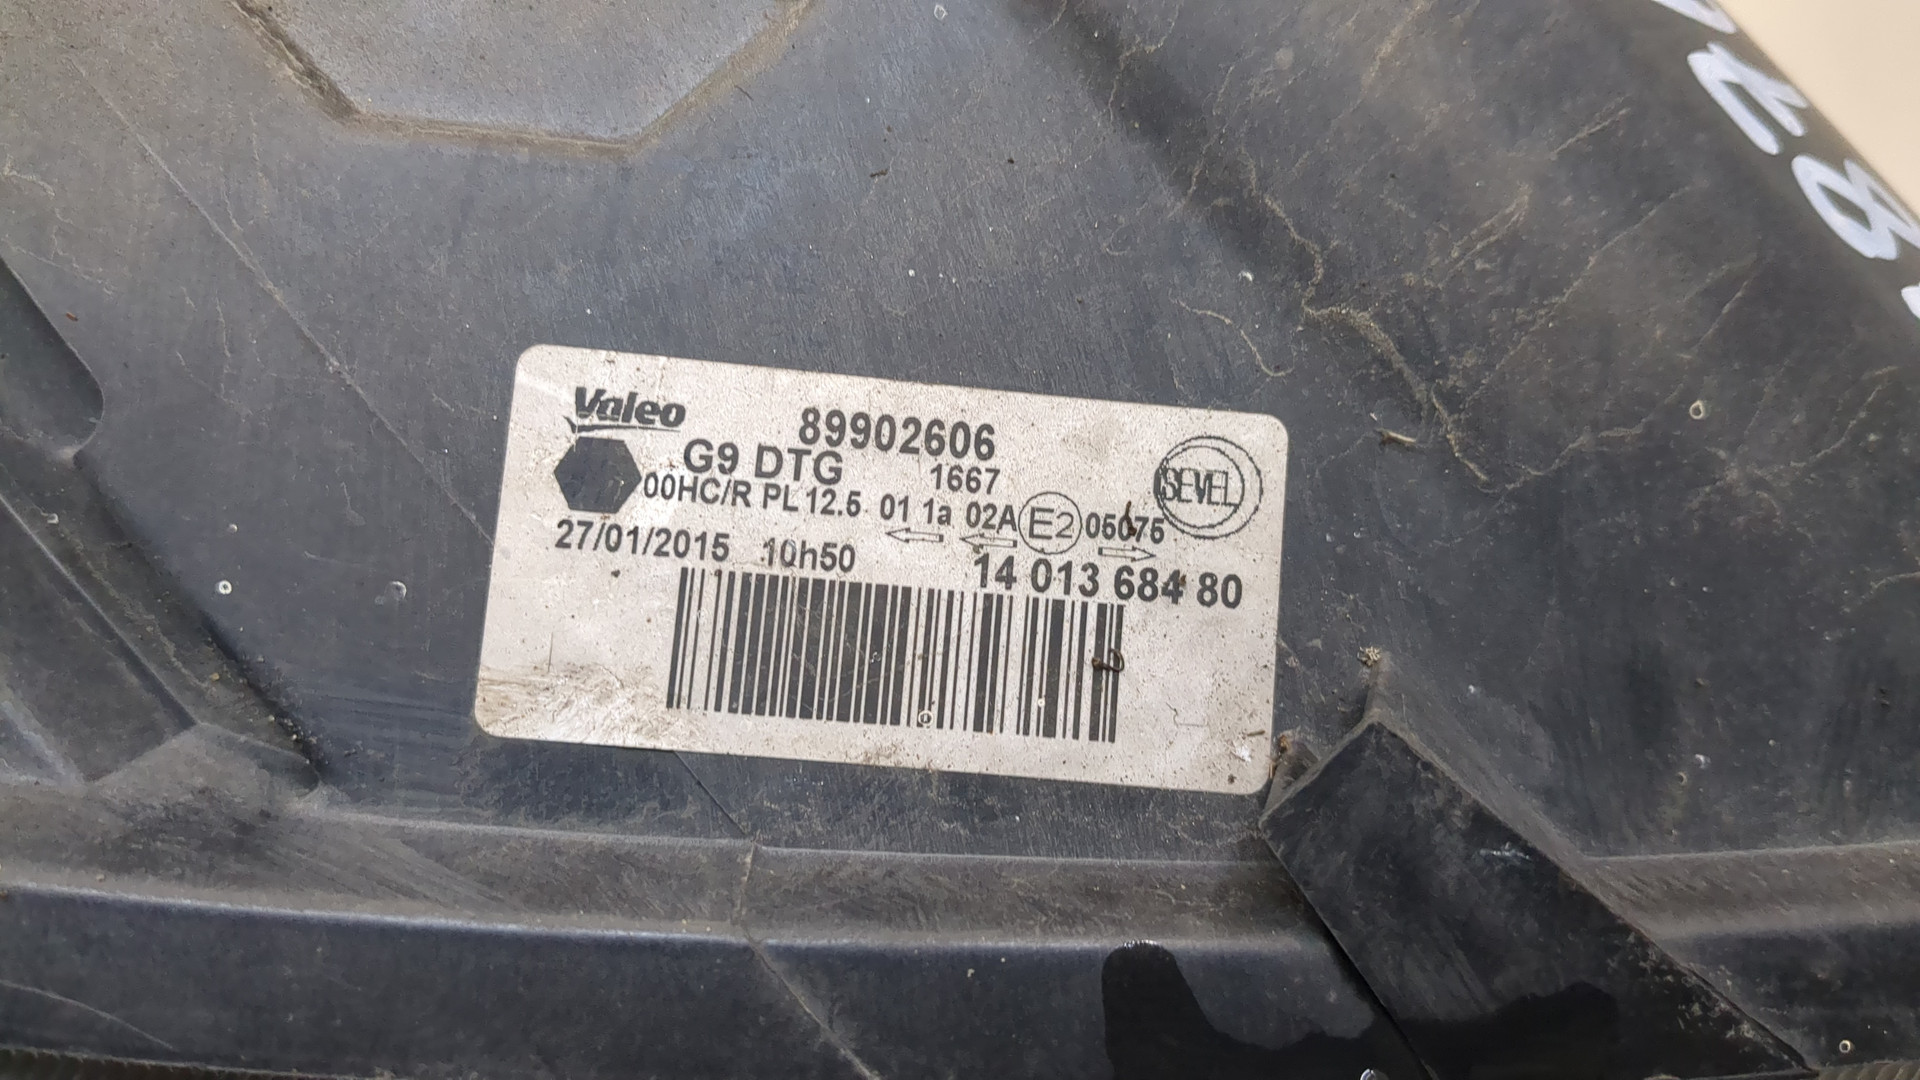 Valeo 89902606
G9 DTG 1667 SEVEL
00HC/R PL 12.5 01 1a 02A E2 05075
27/01/2015 10h50
14 013 684 80